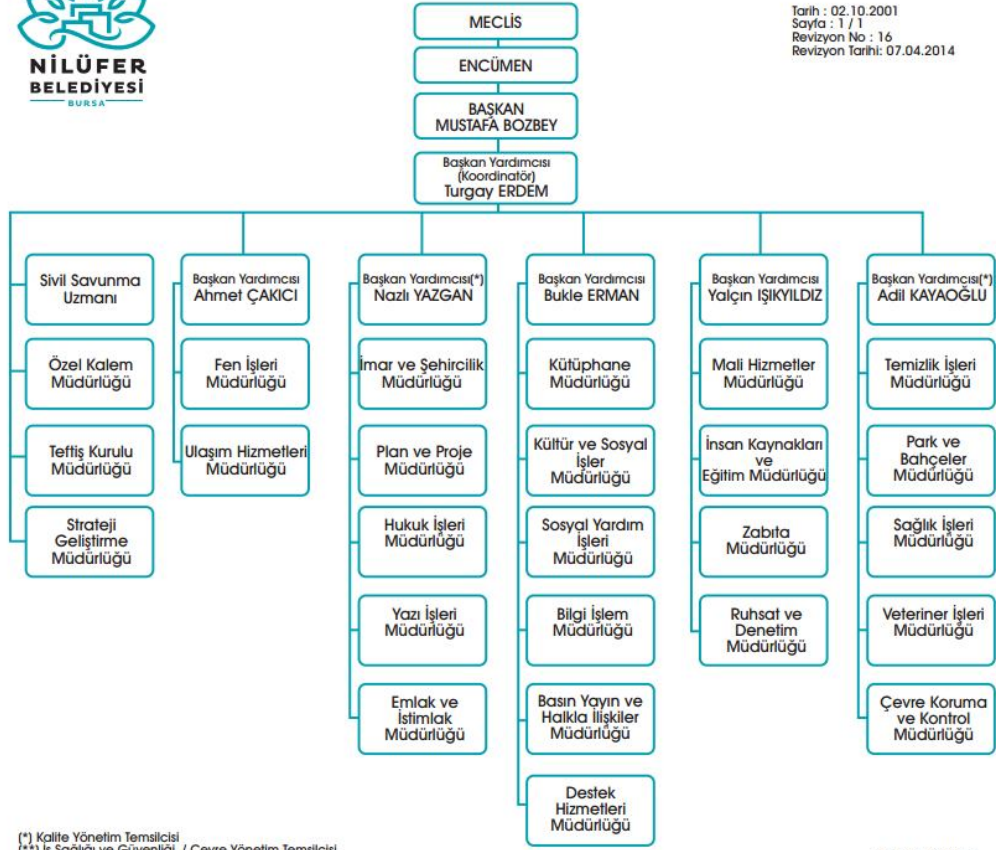 NİLÜFER
BELEDİYESİ
BURSA
Tarih : 02.10.2001
Sayfa : 1 / 1
Revizyon No : 16
Revizyon Tarihi: 07.04.2014
MECLİS
ENCÜMEN
BAŞKAN
MUSTAFA BOZBEY
Başkan Yardımcısı
(Koordinatör)
Turgay ERDEM
Sivil Savunma
Uzmanı
Özel Kalem
Müdürlüğü
Teftiş Kurulu
Müdürlüğü
Strateji
Geliştirme
Müdürlüğü
Başkan Yardımcısı
Ahmet ÇAKICI
Fen İşleri
Müdürlüğü
Ulaşım Hizmetleri
Müdürlüğü
Başkan Yardımcısı(*)
Nazlı YAZGAN
İmar ve Şehircilik
Müdürlüğü
Plan ve Proje
Müdürlüğü
Hukuk İşleri
Müdürlüğü
Yazı İşleri
Müdürlüğü
Emlak ve
İstimlak
Müdürlüğü
Başkan Yardımcısı
Bukle ERMAN
Kütüphane
Müdürlüğü
Kültür ve Sosyal
İşler
Müdürlüğü
Sosyal Yardım
İşleri
Müdürlüğü
Bilgi İşlem
Müdürlüğü
Basın Yayın ve
Halkla İlişkiler
Müdürlüğü
Destek
Hizmetleri
Müdürlüğü
Başkan Yardımcısı
Yalçın IŞIKYILDIZ
Mali Hizmetler
Müdürlüğü
İnsan Kaynakları
ve
Eğitim Müdürlüğü
Zabıta
Müdürlüğü
Ruhsat ve
Denetim
Müdürlüğü
Başkan Yardımcısı(*)
Adil KAYAOĞLU
Temizlik İşleri
Müdürlüğü
Park ve
Bahçeler
Müdürlüğü
Sağlık İşleri
Müdürlüğü
Veteriner İşleri
Müdürlüğü
Çevre Koruma
ve Kontrol
Müdürlüğü
(*) Kalite Yönetim Temsilcisi
(**) İş Sağlığı ve Güvenliği / Çevre Yönetim Temsilcisi